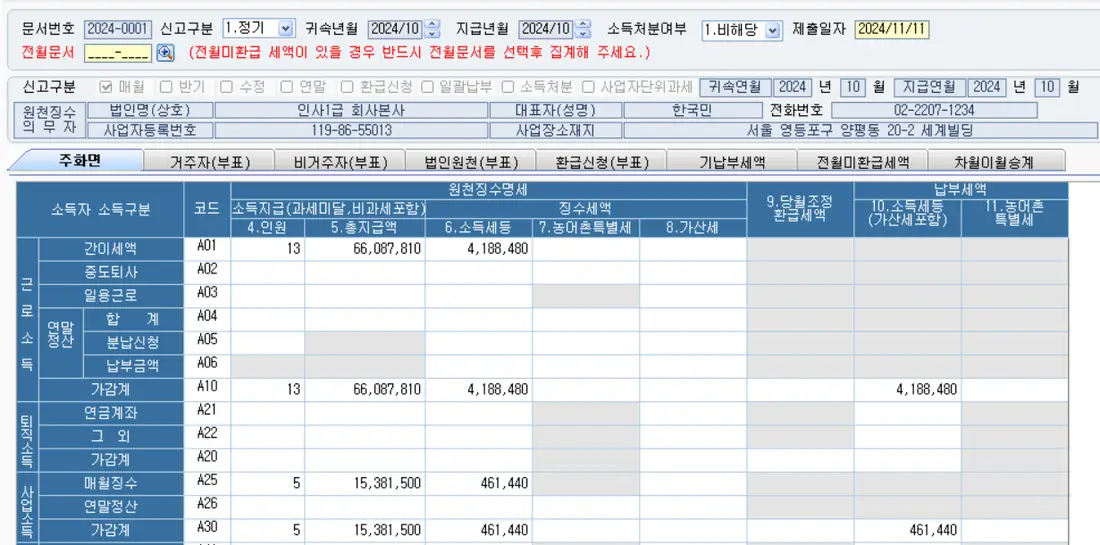 문서번호 2024-0001 신고구분 1.정기 귀속년월 2024/10 지급년월 2024/10 소득처분여부 1.비해당 제출일자 2024/11/11
전월문서 ____-____ (전월미환급 세액이 있을 경우 반드시 전월문서를 선택후 집계해 주세요.)
신고구분 매월 반기 수정 연말 환급신청 일괄납부 소득처분 사업자단위과세 귀속연월 2024 년 10 월 지급연월 2024 년 10 월
원천징수 의 무 자 법인명(상호) 인사1급 회사본사 대표자(성명) 한국민 전화번호 02-2207-1234
사업자등록번호 119-86-55013 사업장소재지 서울 영등포구 양평동 20-2 세계빌딩
주화면 거주자(부표) 비거주자(부표) 법인원천(부표) 환급신청(부표) 기납부세액 전월미환급세액 차월이월승계
소득자 소득구분 코드 원천징수명세 9.당월조정 환급세액 납부세액
소득지급(과세미달,비과세포함) 징수세액 10.소득세등 (가산세포함) 11.농어촌 특별세
4.인원 5.총지급액 6.소득세등 7.농어촌특별세 8.가산세
근로소득 간이세액 A01 13 66,087,810 4,188,480
중도퇴사 A02
일용근로 A03
연말정산 합 계 A04
분납신청 A05
납부금액 A06
가감계 A10 13 66,087,810 4,188,480 4,188,480
퇴직소득 연금계좌 A21
그 외 A22
가감계 A20
사업소득 매월징수 A25 5 15,381,500 461,440
연말정산 A26
가감계 A30 5 15,381,500 461,440 461,440